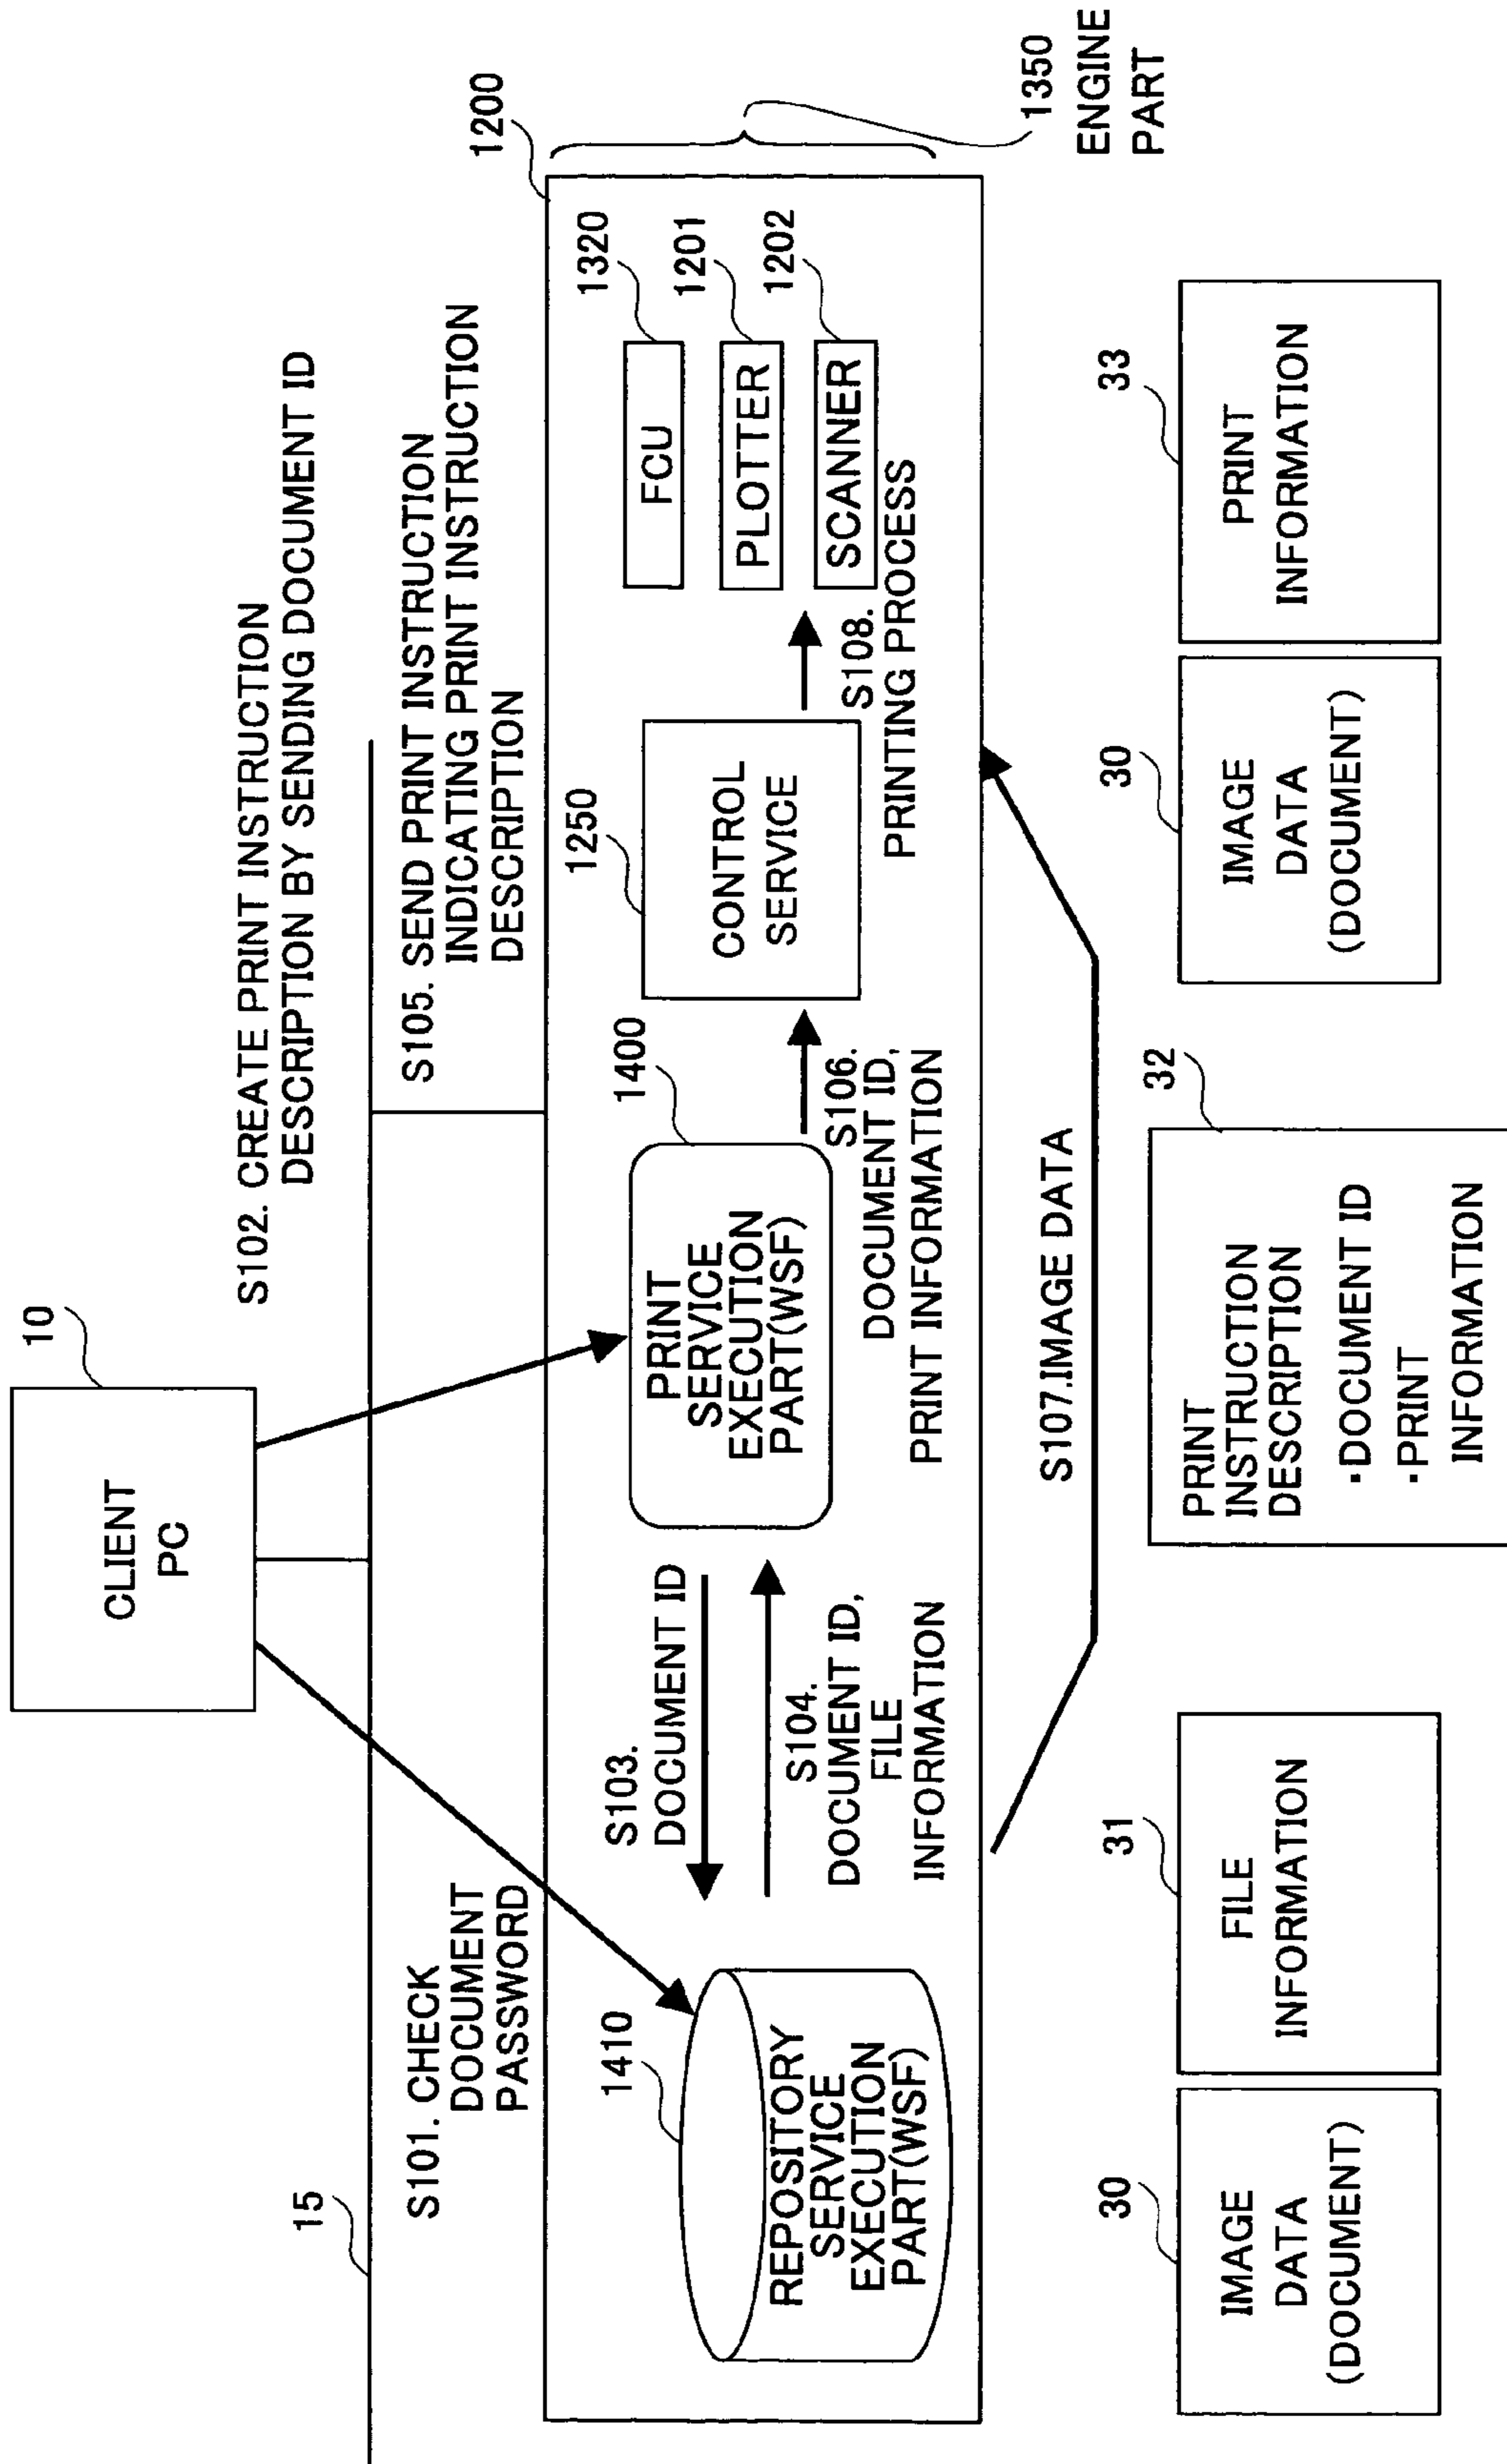 10
CLIENT
PC
15
S102. CREATE PRINT INSTRUCTION
DESCRIPTION BY SENDING DOCUMENT ID
S101. CHECK
DOCUMENT
PASSWORD
S105. SEND PRINT INSTRUCTION
INDICATING PRINT INSTRUCTION
DESCRIPTION
1200
1410
REPOSITORY
SERVICE
EXECUTION
PART(WSF)
S103.
DOCUMENT ID
S104.
DOCUMENT ID,
FILE
INFORMATION
1400
PRINT
SERVICE
EXECUTION
PART(WSF)
S106.
DOCUMENT ID,
PRINT INFORMATION
1250
CONTROL
SERVICE
S108.
PRINTING PROCESS
1320
FCU
1201
PLOTTER
1202
SCANNER
1350
ENGINE
PART
S107.IMAGE DATA
30
IMAGE
DATA
(DOCUMENT)
31
FILE
INFORMATION
32
PRINT
INSTRUCTION
DESCRIPTION
・DOCUMENT ID
・PRINT
INFORMATION
30
IMAGE
DATA
(DOCUMENT)
33
PRINT
INFORMATION